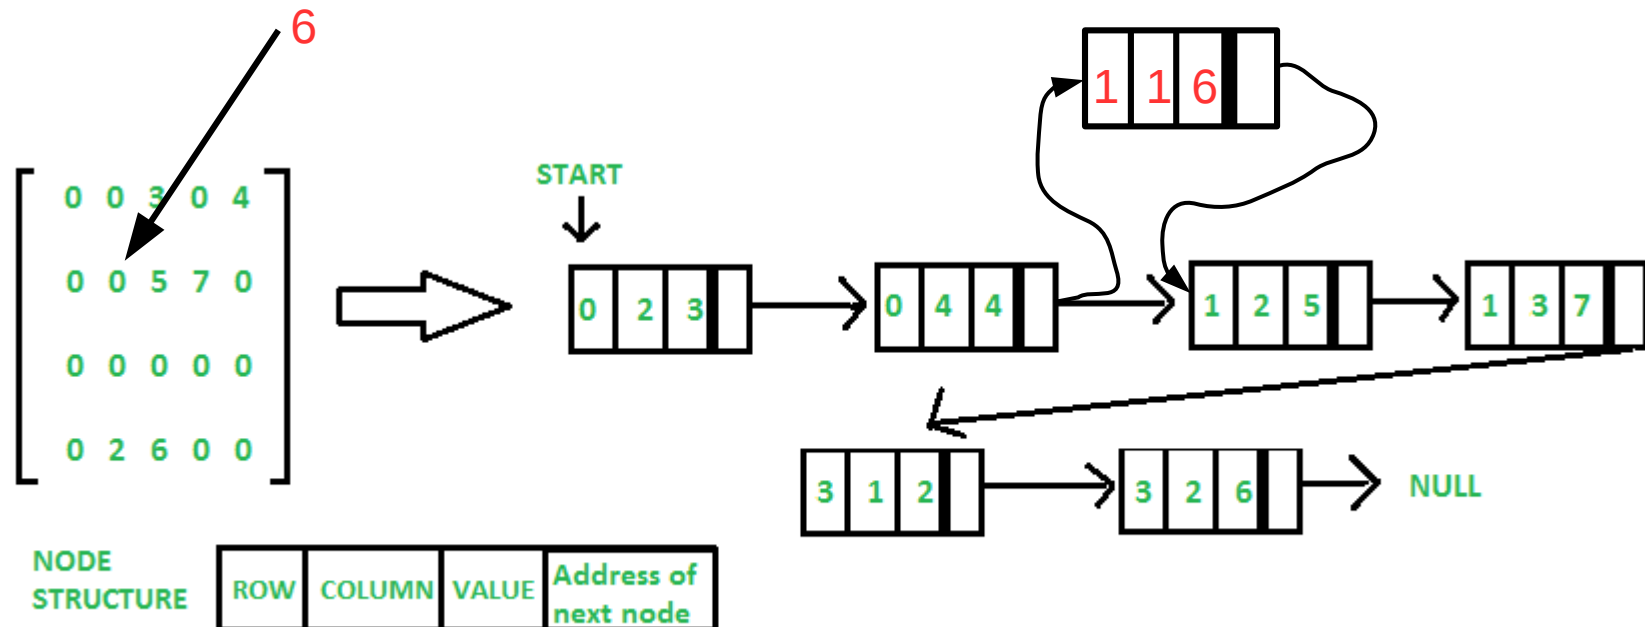 6
1 1 6
START
0 0 3 0 4
0 0 5 7 0
0 0 0 0 0
0 2 6 0 0
0 2 3
0 4 4
1 2 5
1 3 7
3 1 2
3 2 6
NULL
NODE
STRUCTURE
ROW
COLUMN
VALUE
Address of
next node